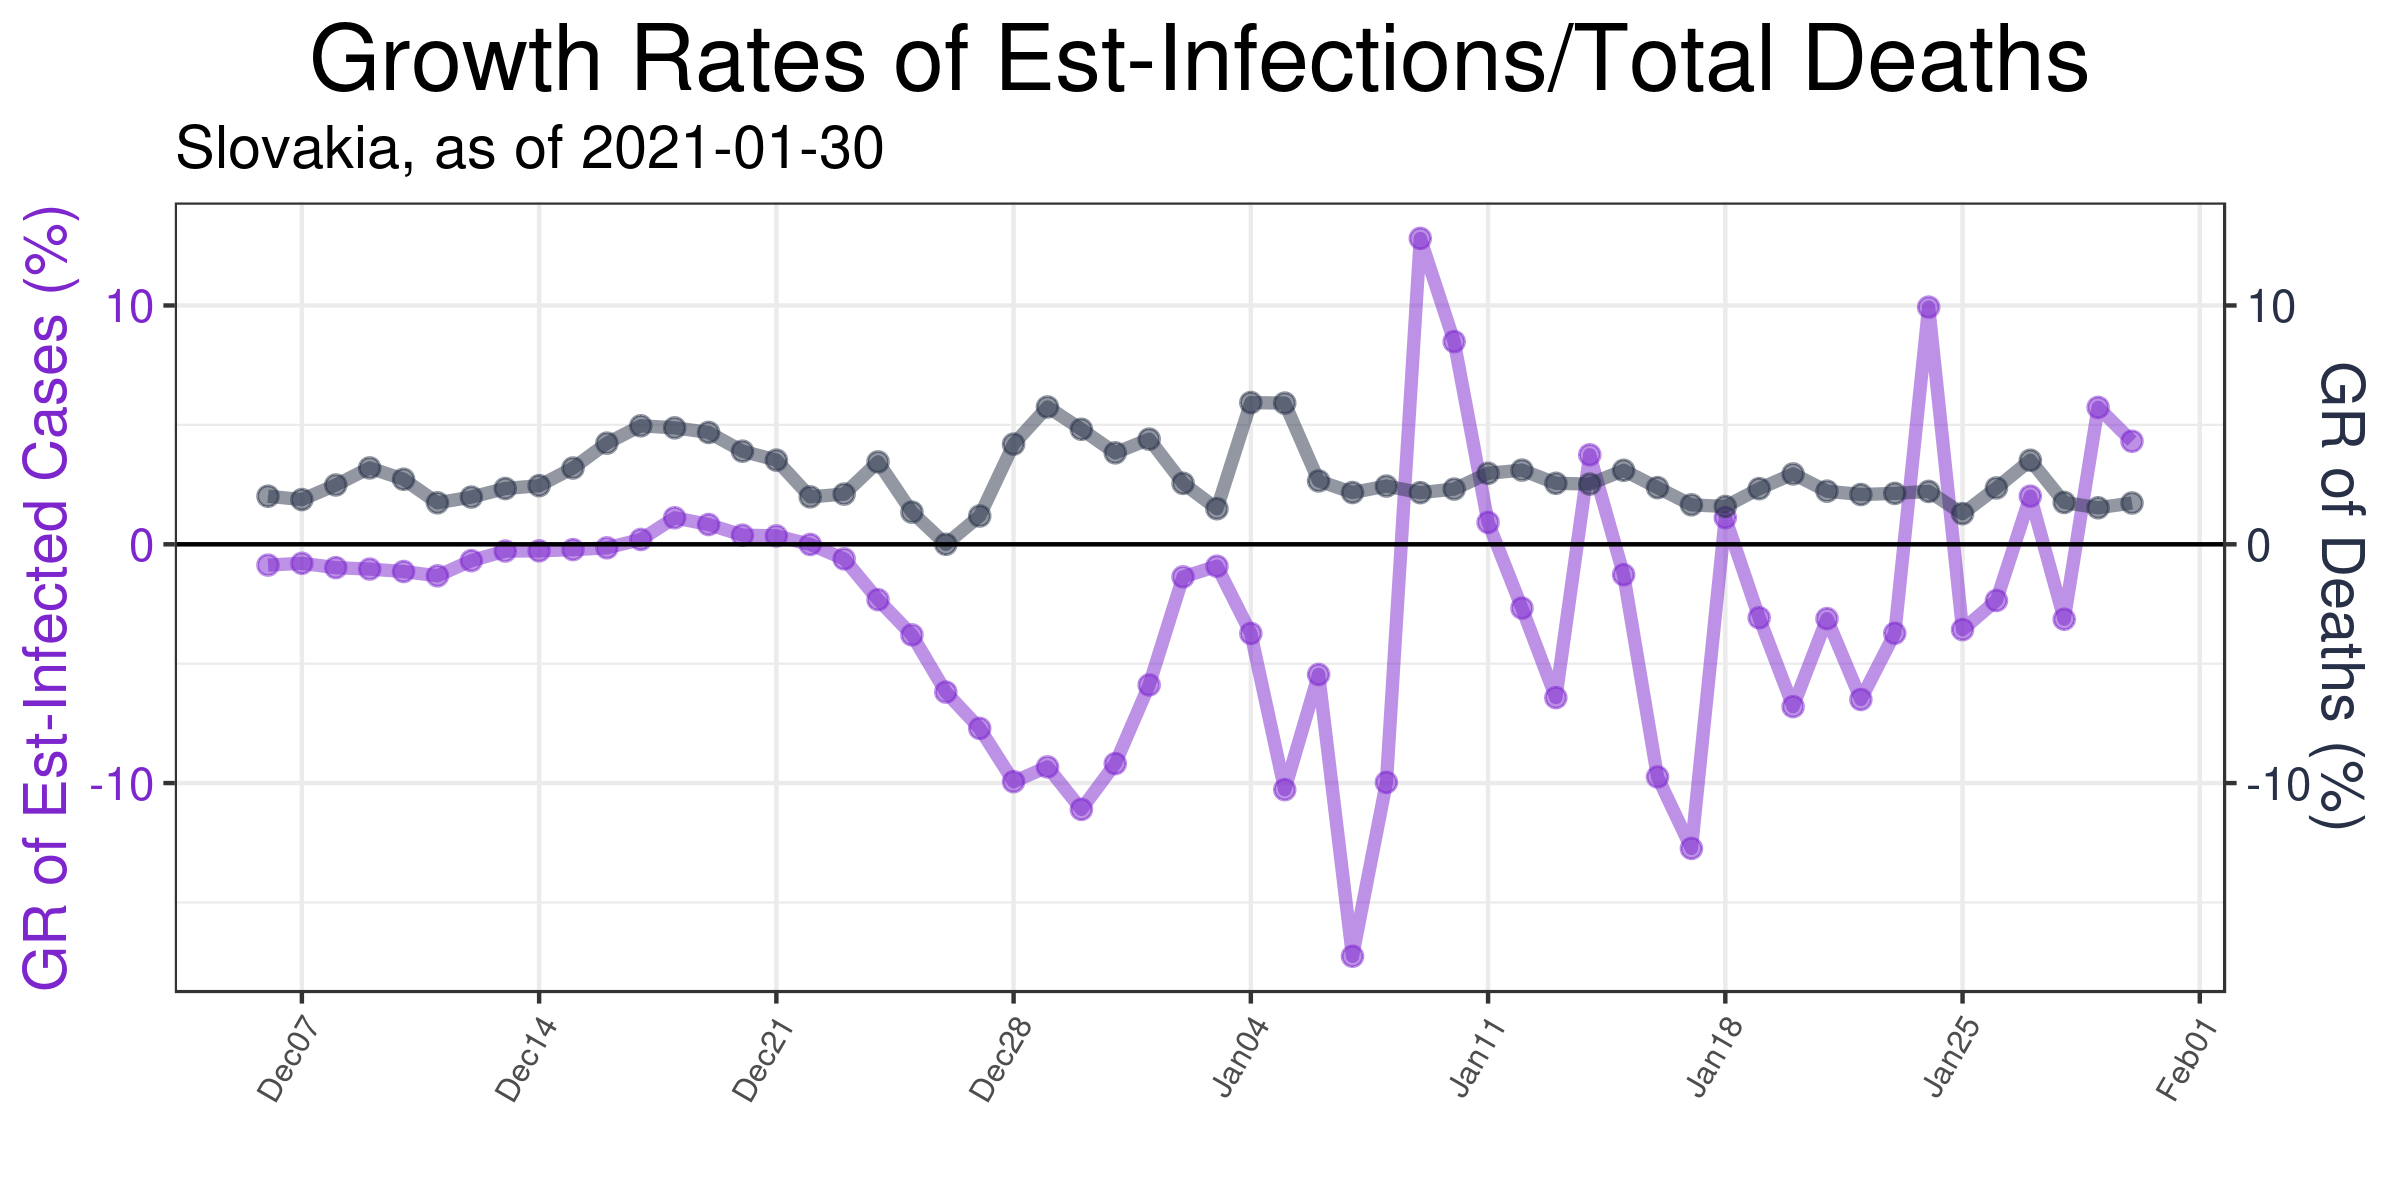 Growth Rates of Est-Infections/Total Deaths
Slovakia, as of 2021-01-30
GR of Est-Infected Cases (%)
10
0
-10
10
0
-10
GR of Deaths (%)
Dec07
Dec14
Dec21
Dec28
Jan04
Jan11
Jan18
Jan25
Feb01